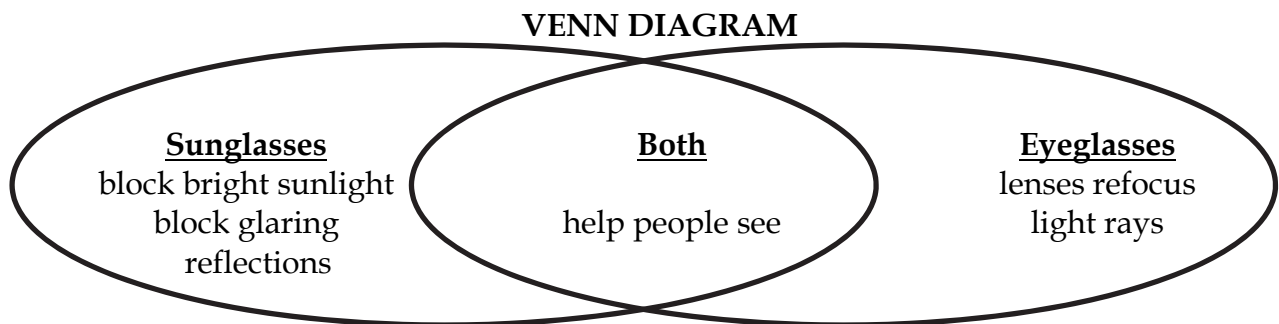 VENN DIAGRAM
Sunglasses
block bright sunlight
block glaring
reflections
Both
help people see
Eyeglasses
lenses refocus
light rays